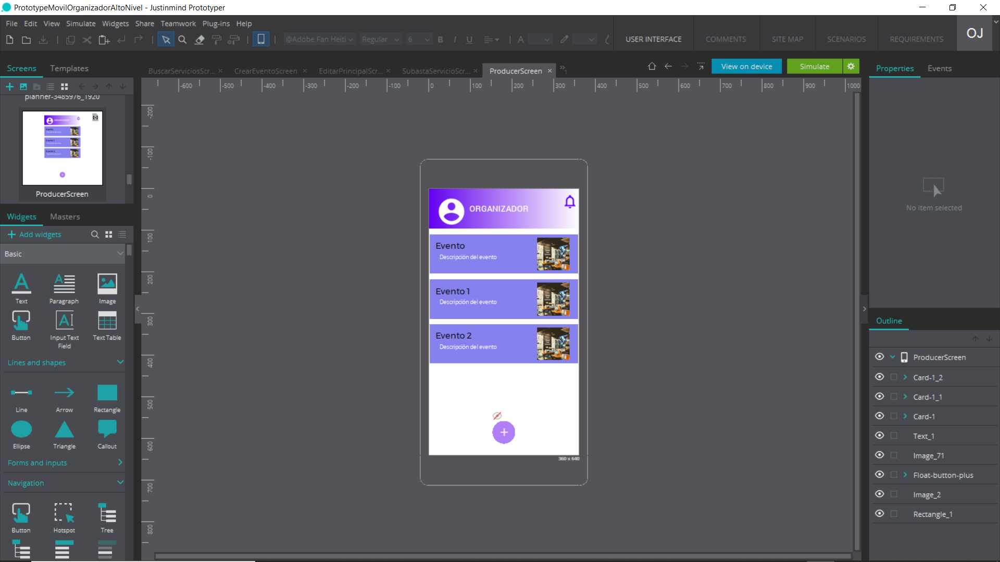 PrototypeMovilOrganizadorAltoNivel - Justinmind Prototyper
File Edit View Simulate Widgets Share Teamwork Plug-ins Help
@Adobe Fan Heiti Regular 6 B I U A
USER INTERFACE COMMENTS SITE MAP SCENARIOS REQUIREMENTS OJ
Screens Templates
BuscarServiciosScr... CrearEventoScreen EditarPrincipalScr... SubastaServicioScr... ProducerScreen
View on device Simulate
Properties Events
-600 -500 -400 -300 -200 -100 0 100 200 300 400 500 600 700 800 900 1000
-200
-100
0
100
200
300
400
500
600
700
800
planner-3485976_1920
ProducerScreen
Widgets Masters
Add widgets
Basic
Text Paragraph Image
Button Input Text Field Text Table
Lines and shapes
Line Arrow Rectangle
Ellipse Triangle Callout
Forms and inputs
Navigation
Button Hotspot Tree
ORGANIZADOR
Evento
Descripción del evento
Evento 1
Descripción del evento
Evento 2
Descripción del evento
360 x 640
No item selected
Outline
ProducerScreen
Card-1_2
Card-1_1
Card-1
Text_1
Image_71
Float-button-plus
Image_2
Rectangle_1